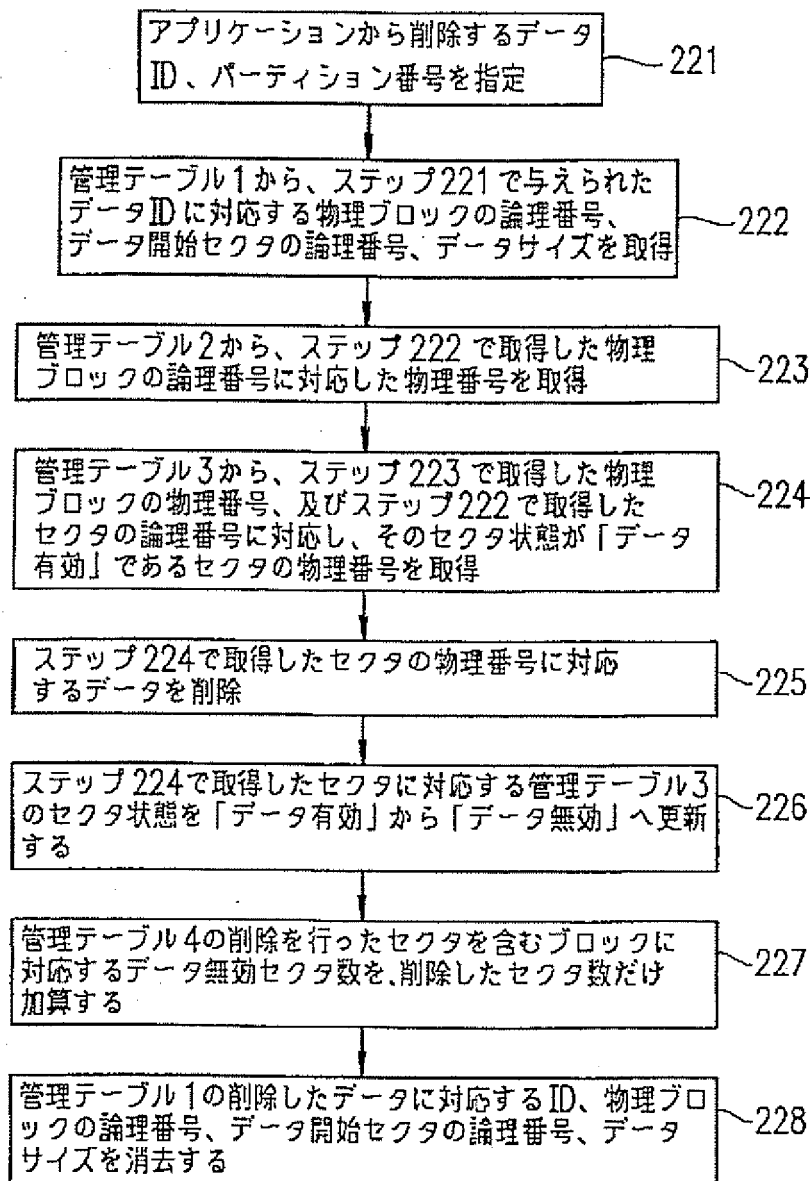 アプリケーションから削除するデータ
ID、パーティション番号を指定
221
管理テーブル1から、ステップ221で与えられた
データIDに対応する物理ブロックの論理番号、
データ開始セクタの論理番号、データサイズを取得
222
管理テーブル2から、ステップ222で取得した物理
ブロックの論理番号に対応した物理番号を取得
223
管理テーブル3から、ステップ223で取得した物理
ブロックの物理番号、及びステップ222で取得した
セクタの論理番号に対応し、そのセクタ状態が「データ
有効」であるセクタの物理番号を取得
224
ステップ224で取得したセクタの物理番号に対応
するデータを削除
225
ステップ224で取得したセクタに対応する管理テーブル3
のセクタ状態を「データ有効」から「データ無効」へ更新
する
226
管理テーブル4の削除を行ったセクタを含むブロックに
対応するデータ無効セクタ数を、削除したセクタ数だけ
加算する
227
管理テーブル1の削除したデータに対応するID、物理ブロ
ックの論理番号、データ開始セクタの論理番号、データ
サイズを消去する
228